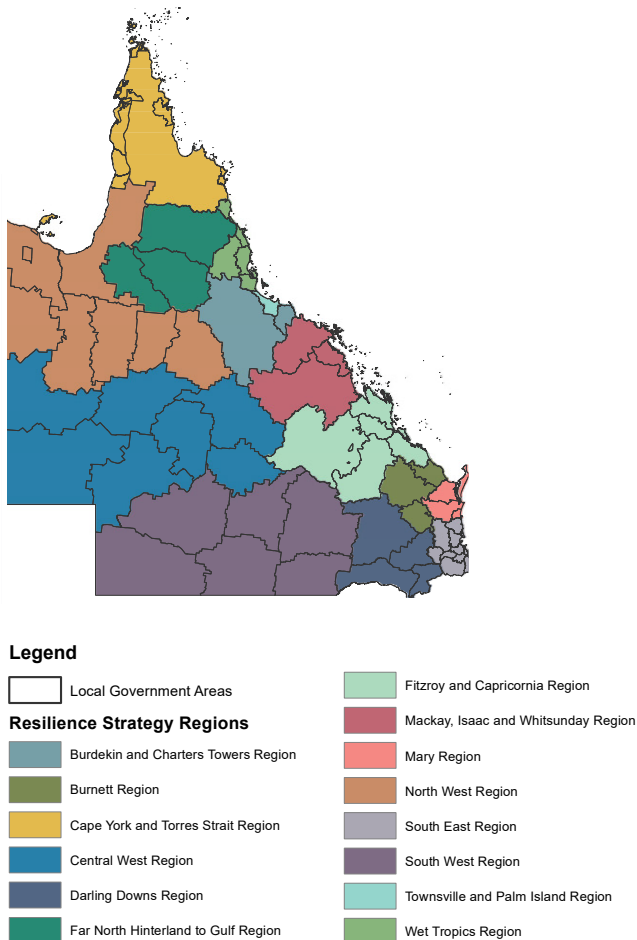 Legend
Local Government Areas
Resilience Strategy Regions
Burdekin and Charters Towers Region
Burnett Region
Cape York and Torres Strait Region
Central West Region
Darling Downs Region
Far North Hinterland to Gulf Region
Fitzroy and Capricornia Region
Mackay, Isaac and Whitsunday Region
Mary Region
North West Region
South East Region
South West Region
Townsville and Palm Island Region
Wet Tropics Region